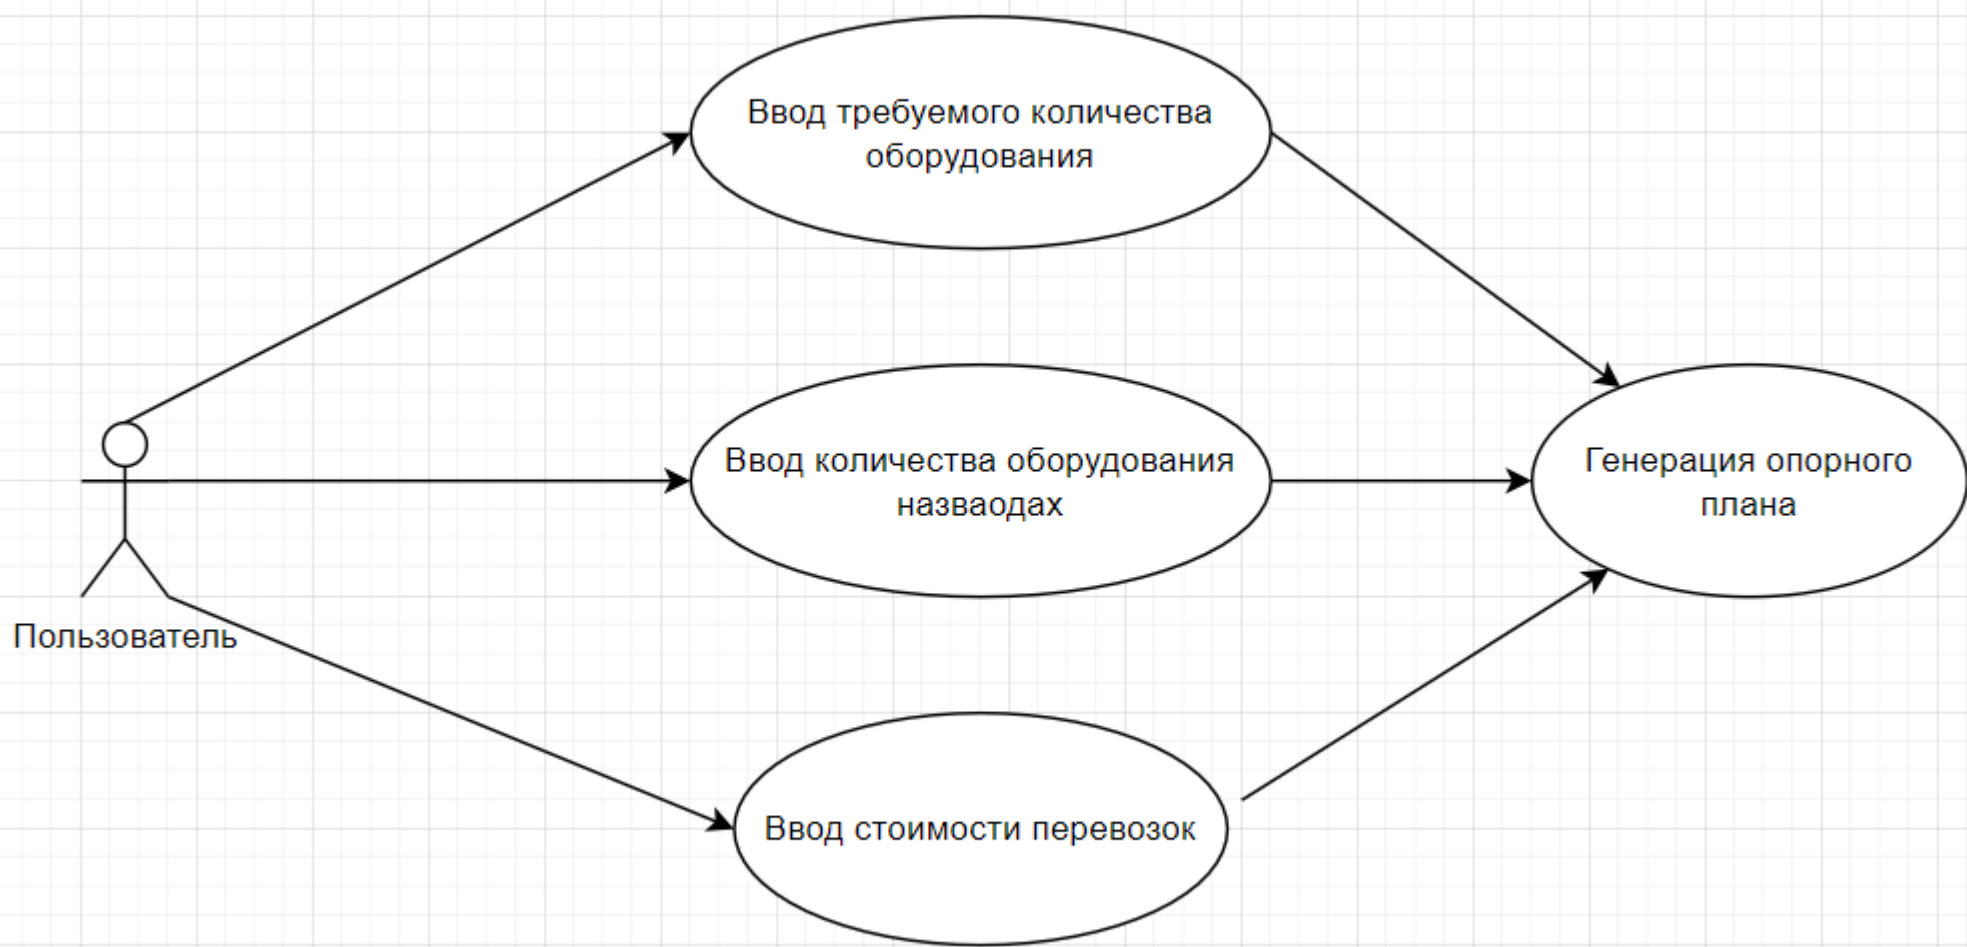 Ввод требуемого количества
оборудования
Ввод количества оборудования
назваодах
Генерация опорного
плана
Пользователь
Ввод стоимости перевозок